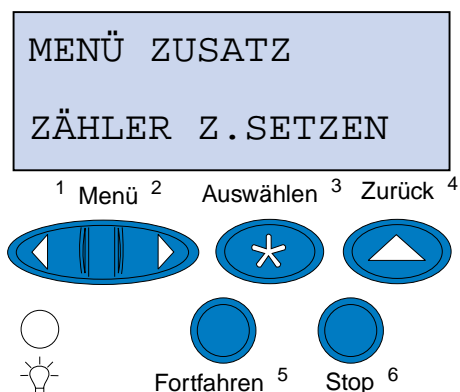 MENÜ ZUSATZ
ZÄHLER Z.SETZEN
1 Menü 2 Auswählen 3 Zurück 4
Fortfahren 5 Stop 6